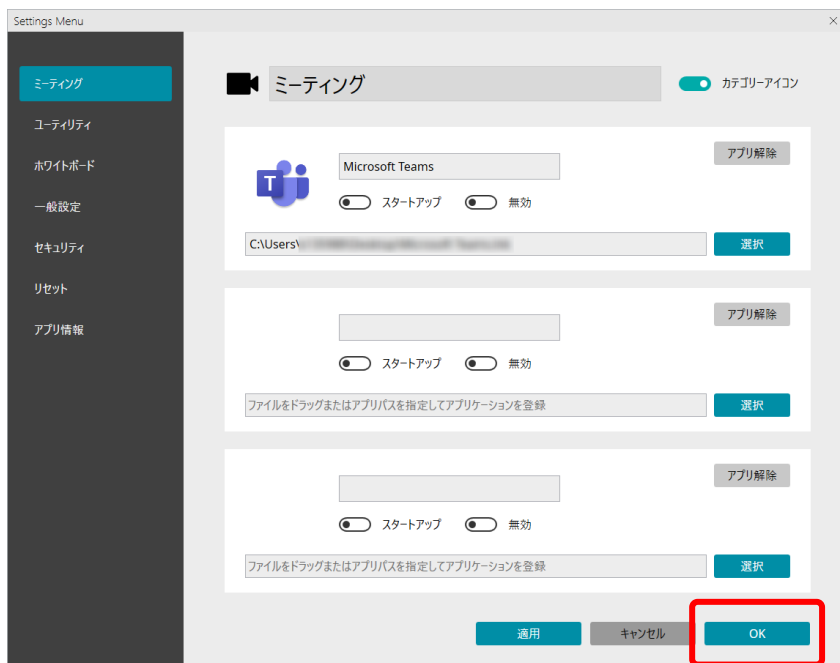 Settings Menu
ミーティング
ユーティリティ
ホワイトボード
一般設定
セキュリティ
リセット
アプリ情報
ミーティング
カテゴリーアイコン
T
Microsoft Teams
アプリ解除
スタートアップ 無効
C:\Users\
選択
アプリ解除
スタートアップ 無効
ファイルをドラッグまたはアプリパスを指定してアプリケーションを登録
選択
アプリ解除
スタートアップ 無効
ファイルをドラッグまたはアプリパスを指定してアプリケーションを登録
選択
適用 キャンセル OK